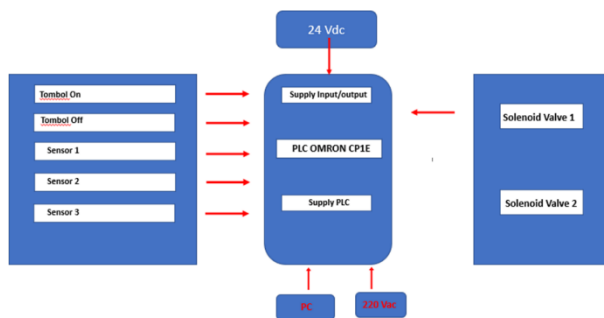 24 Vdc
Tombol On
Tombol Off
Sensor 1
Sensor 2
Sensor 3
Supply Input/output
PLC OMRON CP1E
Supply PLC
Solenoid Valve 1
Solenoid Valve 2
PC
220 Vac